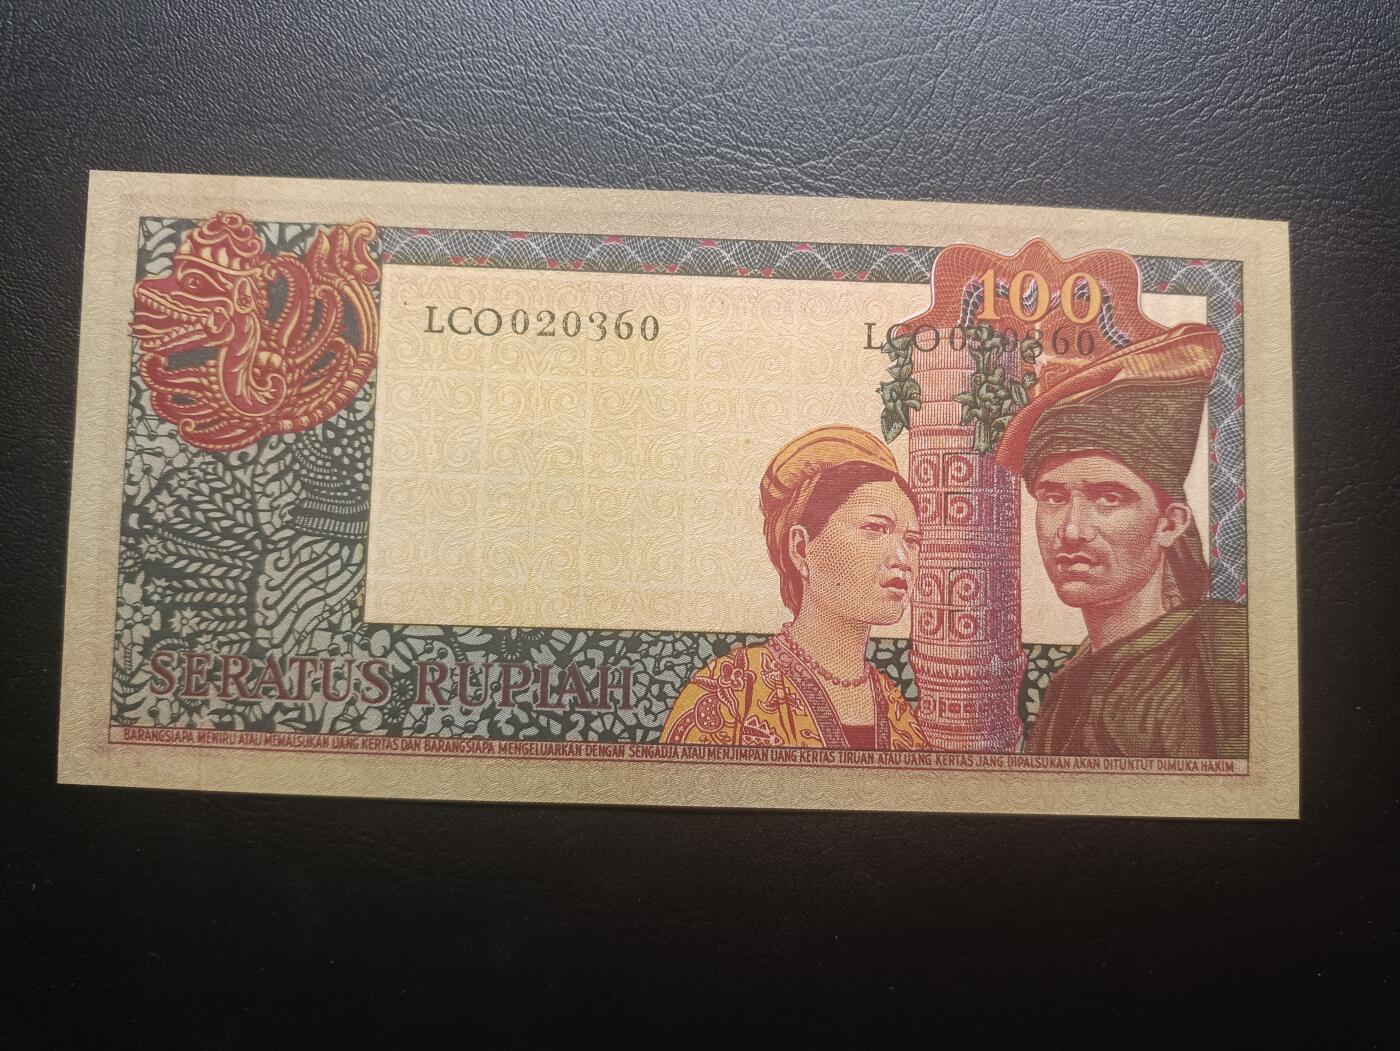 100
LCO020360 LCO020360
SERATUS RUPIAH
BARANGSIAPA MENIRU ATAU MEMALSUKAN UANG KERTAS DAN BARANGSIAPA MENGELUARKAN DENGAN SENGADJA ATAU MENJIMPAN UANG KERTAS TIRUAN ATAU UANG KERTAS JANG DIPALSUKAN AKAN DITUNTUT DIMUKA HAKIM